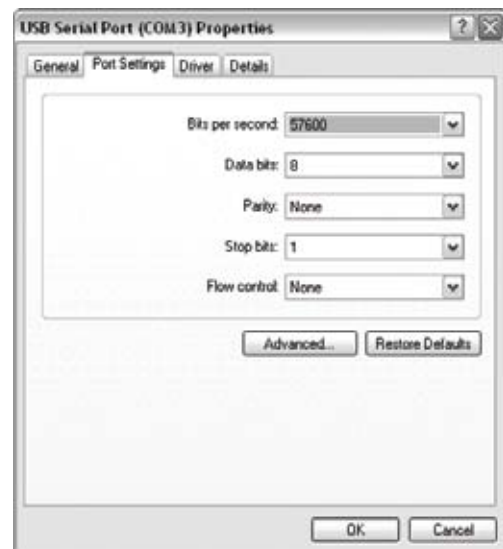 USB Serial Port (COM3) Properties
General Port Settings Driver Details
Bits per second: 57600
Data bits: 8
Parity: None
Stop bits: 1
Flow control: None
Advanced... Restore Defaults
OK Cancel